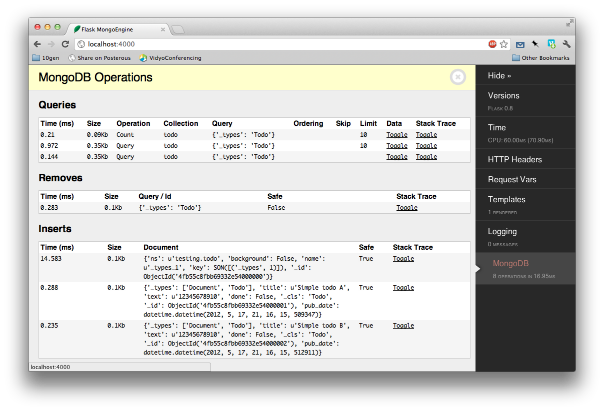 Flask MongoEngine
localhost:4000
10gen Share on Posterous VidyoConferencing Other Bookmarks
MongoDB Operations
Queries
Time (ms) Size Operation Collection Query Ordering Skip Limit Data Stack Trace
0.21 0.09Kb Count todo {'_types': 'Todo'} 10 Toggle Toggle
0.972 0.35Kb Query todo {'_types': 'Todo'} 10 Toggle Toggle
0.144 0.35Kb Query todo {'_types': 'Todo'} Toggle Toggle
Removes
Time (ms) Size Query / Id Safe Stack Trace
0.283 0.1Kb {'_types': 'Todo'} False Toggle
Inserts
Time (ms) Size Document Safe Stack Trace
14.583 0.1Kb {'ns': u'testing.todo', 'background': False, 'name': True Toggle
u'_types_1', 'key': SON([('_types', 1)]), '_id':
ObjectId('4fb55c8fbb69332e54000000')}
0.288 0.1Kb {'_types': ['Document', 'Todo'], 'title': u'Simple todo A', True Toggle
'text': u'12345678910', 'done': False, '_cls': 'Todo',
'_id': ObjectId('4fb55c8fbb69332e54000001'), 'pub_date':
datetime.datetime(2012, 5, 17, 21, 16, 15, 509347)}
0.235 0.1Kb {'_types': ['Document', 'Todo'], 'title': u'Simple todo B', True Toggle
'text': u'12345678910', 'done': False, '_cls': 'Todo',
'_id': ObjectId('4fb55c8fbb69332e54000002'), 'pub_date':
datetime.datetime(2012, 5, 17, 21, 16, 15, 512911)}
localhost:4000
Hide »
Versions
Flask 0.8
Time
CPU: 60.00ms (70.90ms)
HTTP Headers
Request Vars
Templates
1 rendered
Logging
0 messages
MongoDB
8 operations in 16.95ms